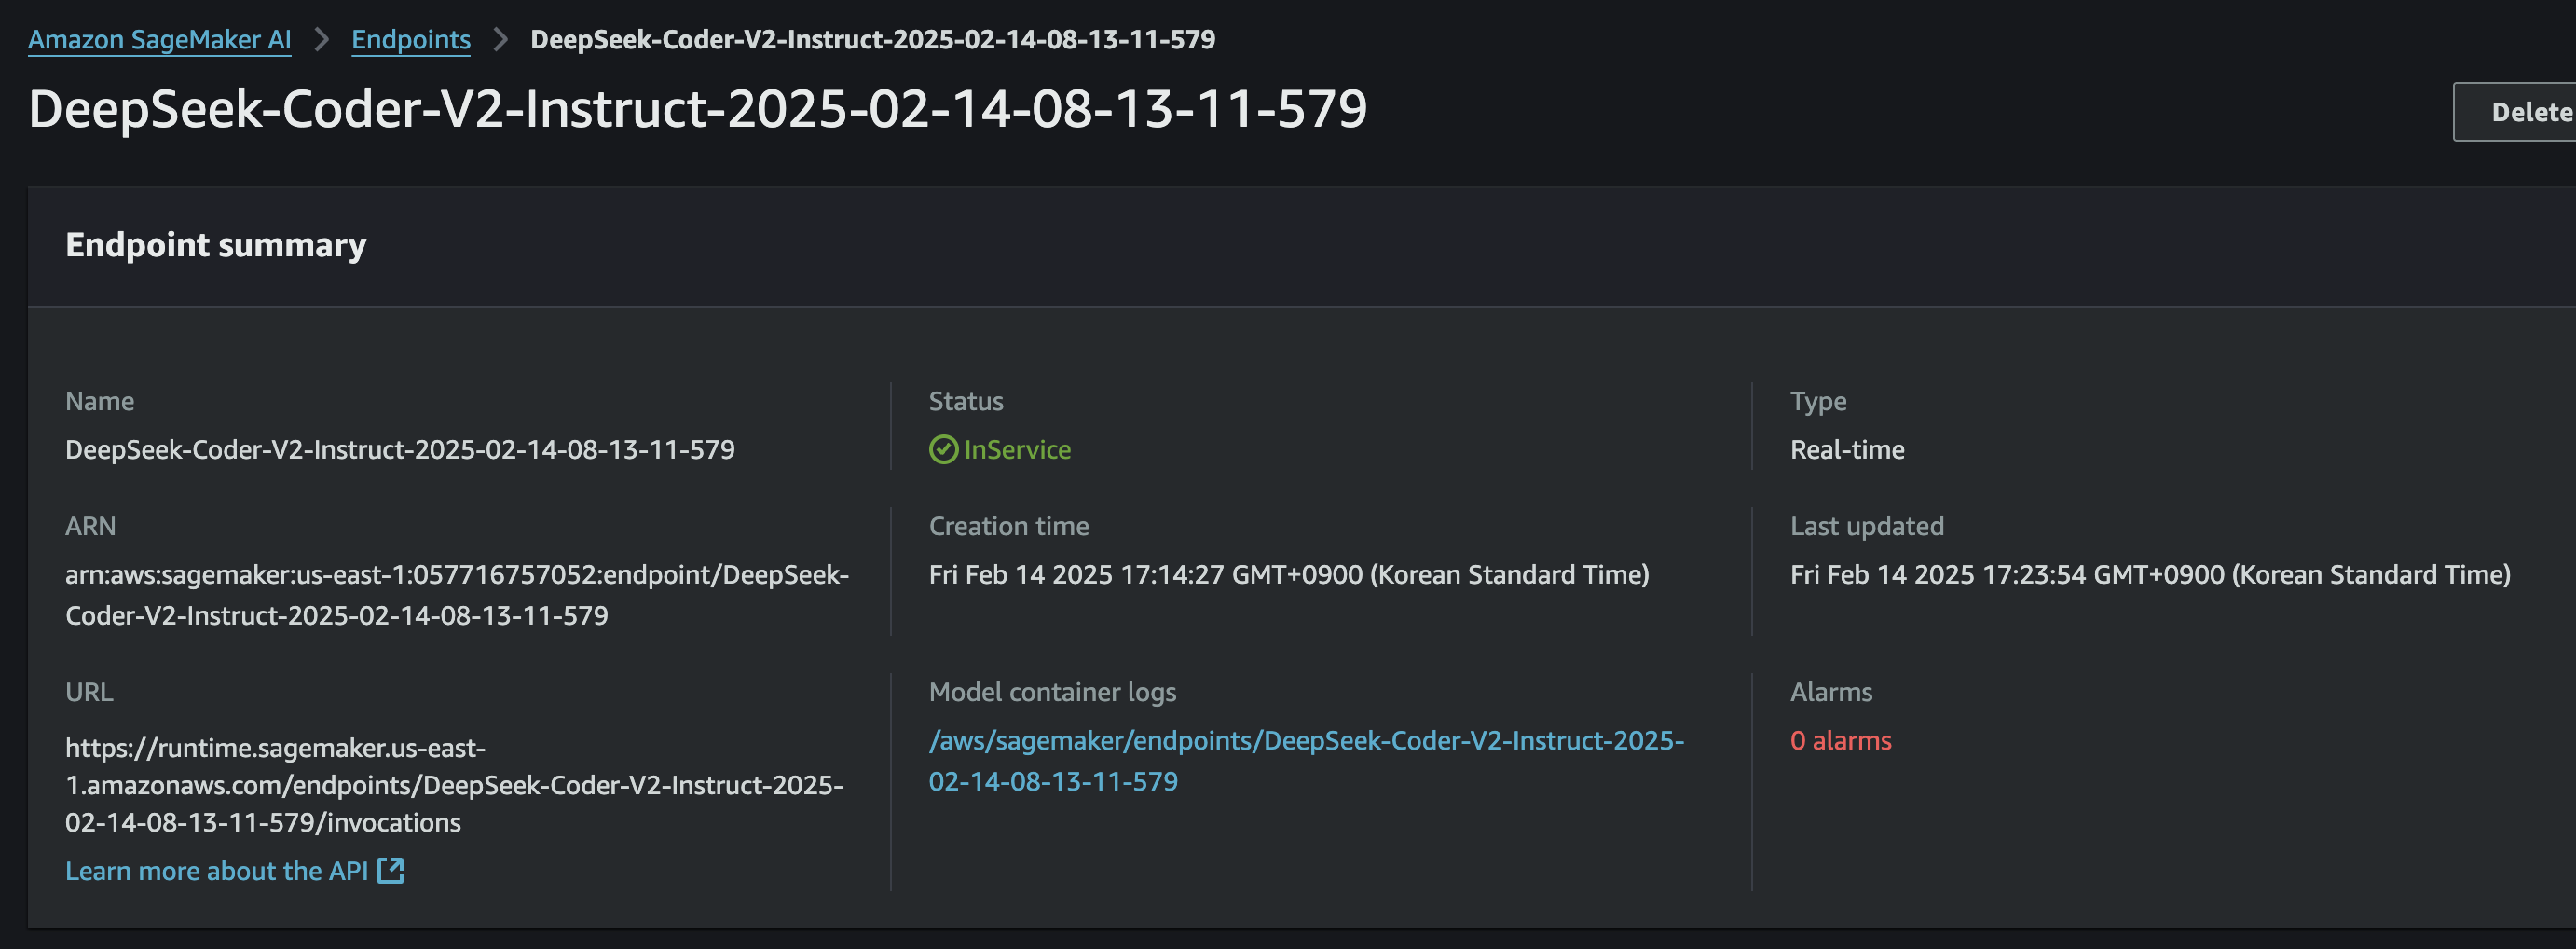 Amazon SageMaker AI > Endpoints > DeepSeek-Coder-V2-Instruct-2025-02-14-08-13-11-579
DeepSeek-Coder-V2-Instruct-2025-02-14-08-13-11-579
Delete
Endpoint summary
Name
DeepSeek-Coder-V2-Instruct-2025-02-14-08-13-11-579
Status
InService
Type
Real-time
ARN
arn:aws:sagemaker:us-east-1:057716757052:endpoint/DeepSeek-
Coder-V2-Instruct-2025-02-14-08-13-11-579
Creation time
Fri Feb 14 2025 17:14:27 GMT+0900 (Korean Standard Time)
Last updated
Fri Feb 14 2025 17:23:54 GMT+0900 (Korean Standard Time)
URL
https://runtime.sagemaker.us-east-
1.amazonaws.com/endpoints/DeepSeek-Coder-V2-Instruct-2025-
02-14-08-13-11-579/invocations
Learn more about the API
Model container logs
/aws/sagemaker/endpoints/DeepSeek-Coder-V2-Instruct-2025-
02-14-08-13-11-579
Alarms
0 alarms